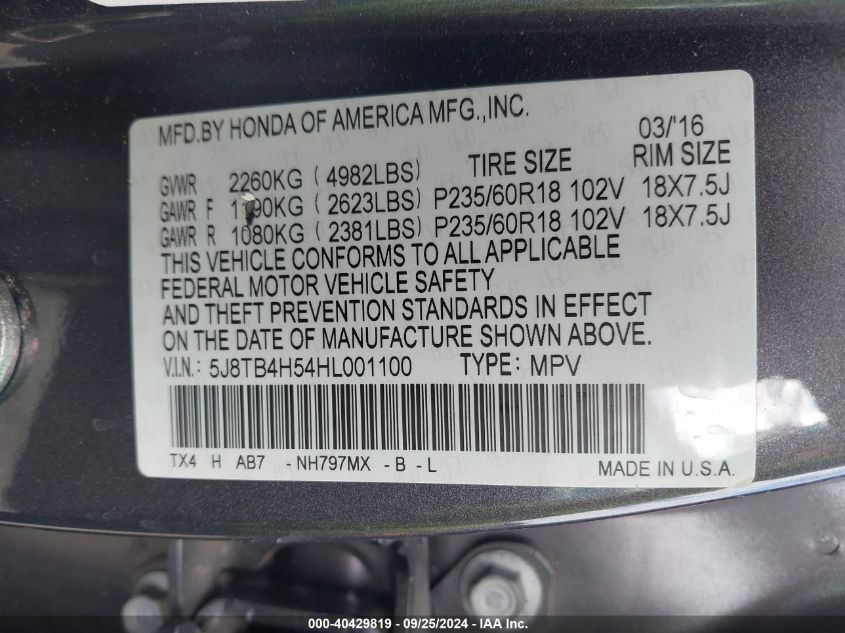 MFD.BY HONDA OF AMERICA MFG.,INC. 03/'16
TIRE SIZE RIM SIZE
GVWR 2260KG ( 4982LBS)
GAWR F 1190KG ( 2623LBS) P235/60R18 102V 18X7.5J
GAWR R 1080KG ( 2381LBS) P235/60R18 102V 18X7.5J
THIS VEHICLE CONFORMS TO ALL APPLICABLE
FEDERAL MOTOR VEHICLE SAFETY
AND THEFT PREVENTION STANDARDS IN EFFECT
ON THE DATE OF MANUFACTURE SHOWN ABOVE.
V.I.N.: 5J8TB4H54HL001100 TYPE: MPV
TX4 H AB7 -NH797MX -B -L MADE IN U.S.A.
000-40429819 - 09/25/2024 - IAA Inc.